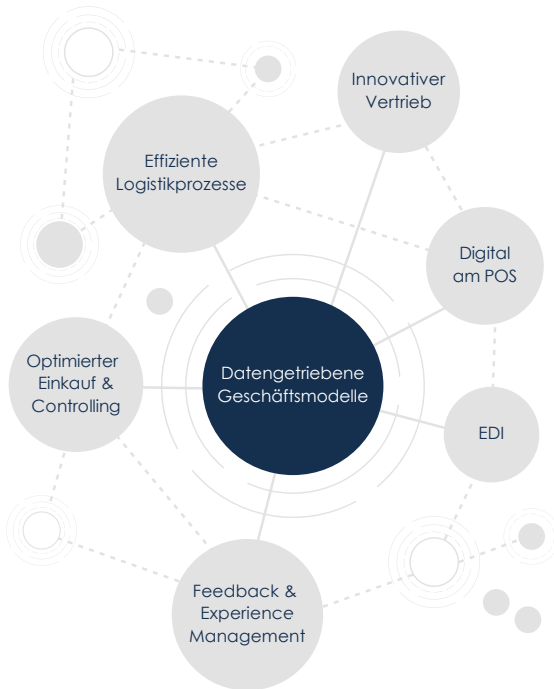 Innovativer
Vertrieb
Effiziente
Logistikprozesse
Digital
am POS
Datengetriebene
Geschäftsmodelle
Optimierter
Einkauf &
Controlling
EDI
Feedback &
Experience
Management